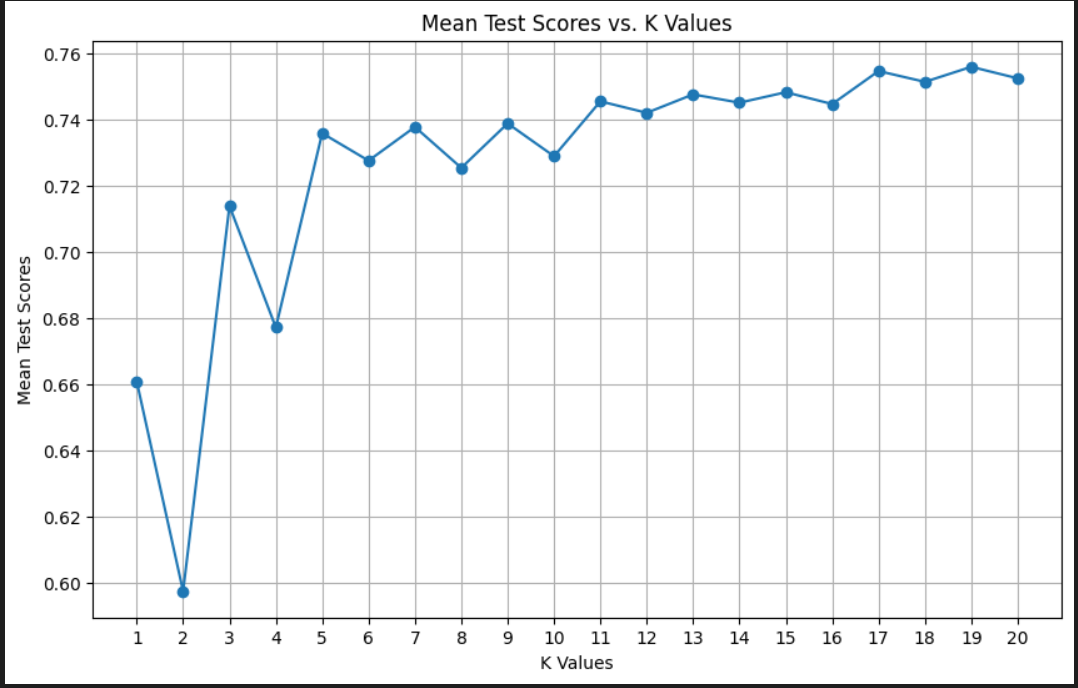 Mean Test Scores vs. K Values
Mean Test Scores
0.76
0.74
0.72
0.70
0.68
0.66
0.64
0.62
0.60
1 2 3 4 5 6 7 8 9 10 11 12 13 14 15 16 17 18 19 20
K Values